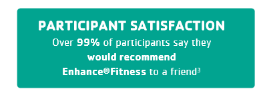 PARTICIPANT SATISFACTION
Over 99% of participants say they
would recommend
Enhance®Fitness to a friend³